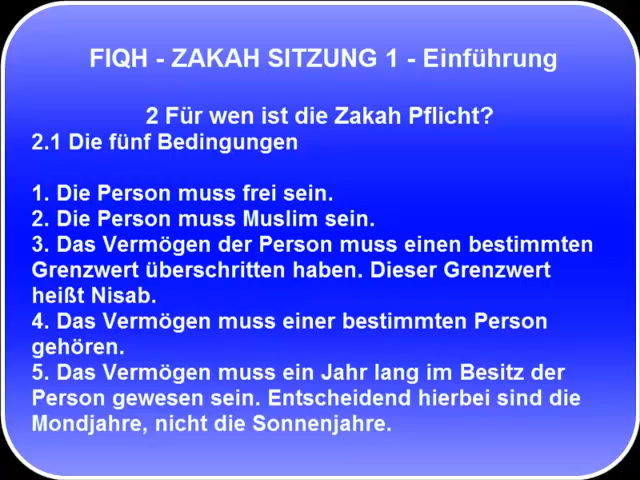 FIQH - ZAKAH SITZUNG 1 - Einführung
2 Für wen ist die Zakah Pflicht?
2.1 Die fünf Bedingungen
1. Die Person muss frei sein.
2. Die Person muss Muslim sein.
3. Das Vermögen der Person muss einen bestimmten
Grenzwert überschritten haben. Dieser Grenzwert
heißt Nisab.
4. Das Vermögen muss einer bestimmten Person
gehören.
5. Das Vermögen muss ein Jahr lang im Besitz der
Person gewesen sein. Entscheidend hierbei sind die
Mondjahre, nicht die Sonnenjahre.